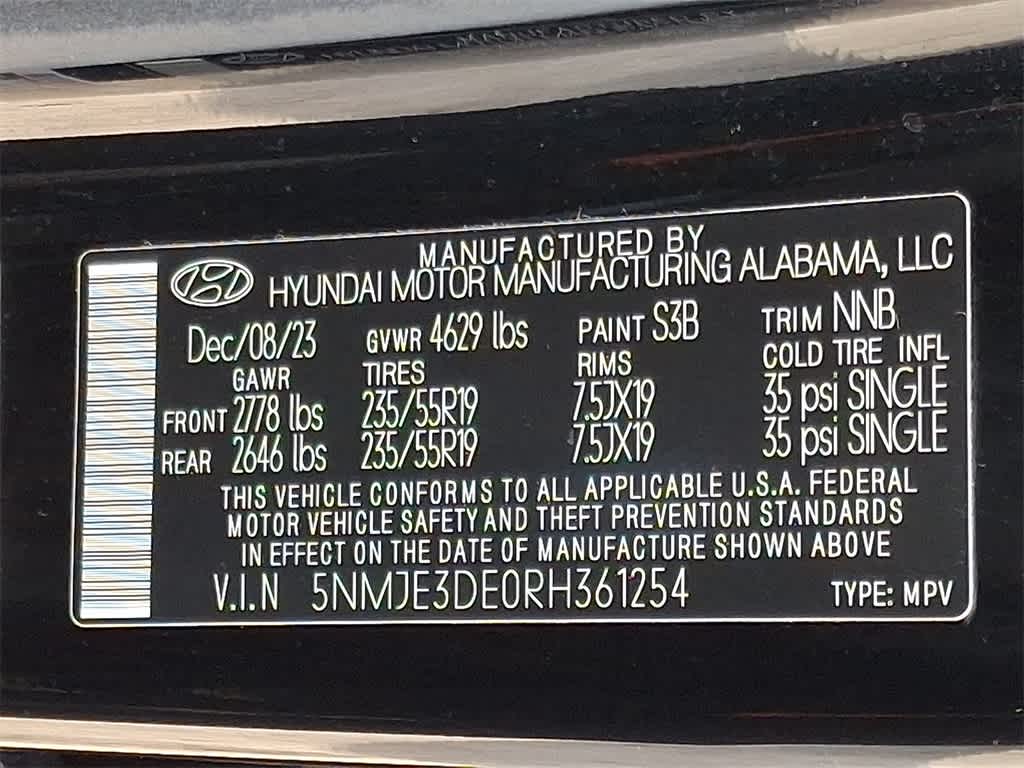 MANUFACTURED BY
HYUNDAI MOTOR MANUFACTURING ALABAMA, LLC
Dec/08/23 GVWR 4629 lbs PAINT S3B TRIM NNB
GAWR TIRES RIMS COLD TIRE INFL
FRONT 2778 lbs 235/55R19 7.5JX19 35 psi SINGLE
REAR 2646 lbs 235/55R19 7.5JX19 35 psi SINGLE
THIS VEHICLE CONFORMS TO ALL APPLICABLE U.S.A. FEDERAL
MOTOR VEHICLE SAFETY AND THEFT PREVENTION STANDARDS
IN EFFECT ON THE DATE OF MANUFACTURE SHOWN ABOVE
V.I.N 5NMJE3DE0RH361254 TYPE: MPV